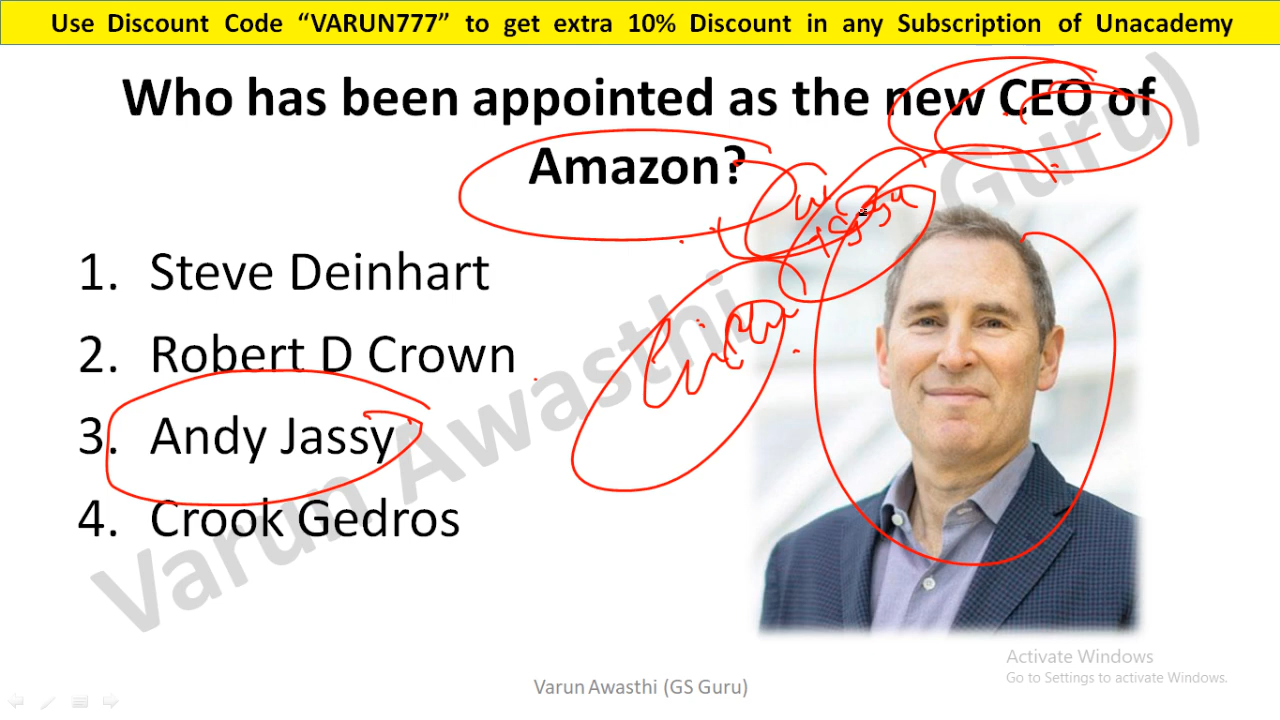 Use Discount Code “VARUN777” to get extra 10% Discount in any Subscription of Unacademy
Who has been appointed as the new CEO of
Amazon?
1. Steve Deinhart
2. Robert D Crown
3. Andy Jassy
4. Crook Gedros
Varun Awasthi (GS Guru)
Activate Windows
Go to Settings to activate Windows.
Varun Awasthi (GS Guru)